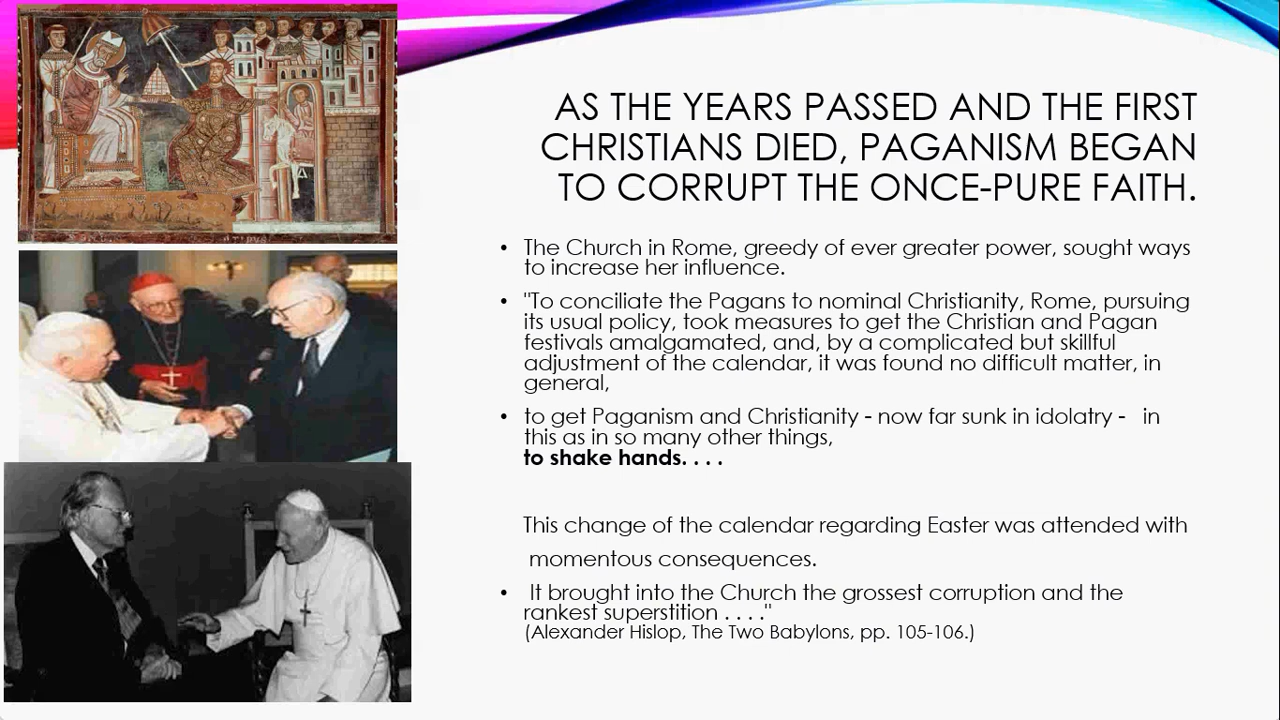 AS THE YEARS PASSED AND THE FIRST
CHRISTIANS DIED, PAGANISM BEGAN
TO CORRUPT THE ONCE-PURE FAITH.
• The Church in Rome, greedy of ever greater power, sought ways
to increase her influence.
• "To conciliate the Pagans to nominal Christianity, Rome, pursuing
its usual policy, took measures to get the Christian and Pagan
festivals amalgamated, and, by a complicated but skillful
adjustment of the calendar, it was found no difficult matter, in
general,
• to get Paganism and Christianity - now far sunk in idolatry - in
this as in so many other things,
to shake hands. . . .
This change of the calendar regarding Easter was attended with
momentous consequences.
• It brought into the Church the grossest corruption and the
rankest superstition . . . ."
(Alexander Hislop, The Two Babylons, pp. 105-106.)